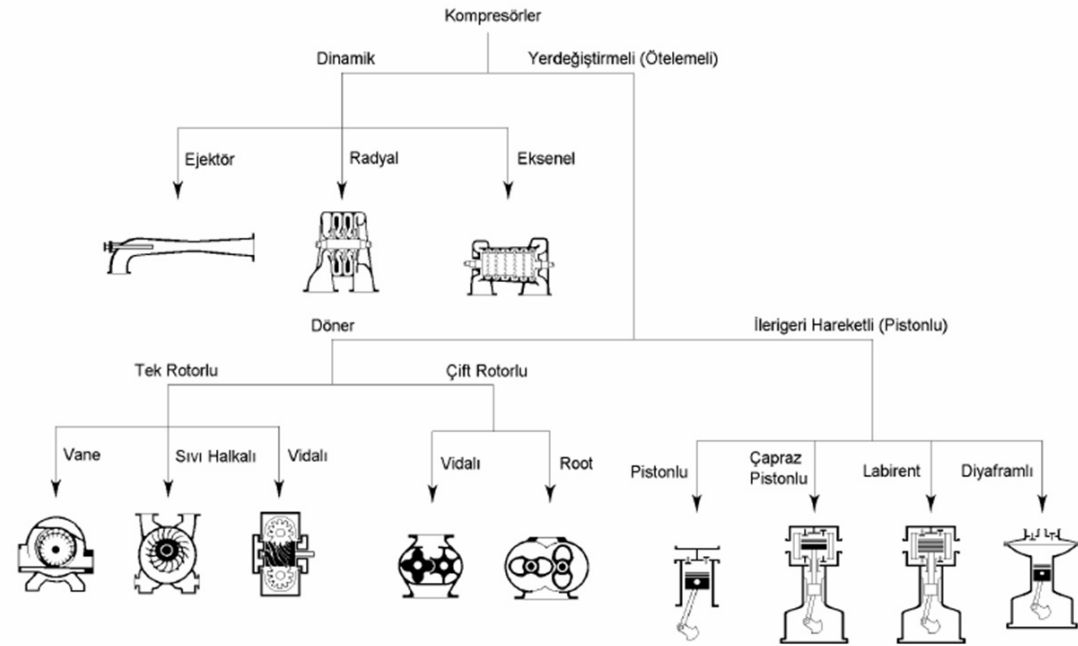 Kompresörler
Dinamik
Yerdeğiştirmeli (Ötelemeli)
Ejektör
Radyal
Eksenel
Döner
İlerigeri Hareketli (Pistonlu)
Tek Rotorlu
Çift Rotorlu
Vane
Sıvı Halkalı
Vidalı
Vidalı
Root
Pistonlu
Çapraz
Pistonlu
Labirent
Diyaframlı